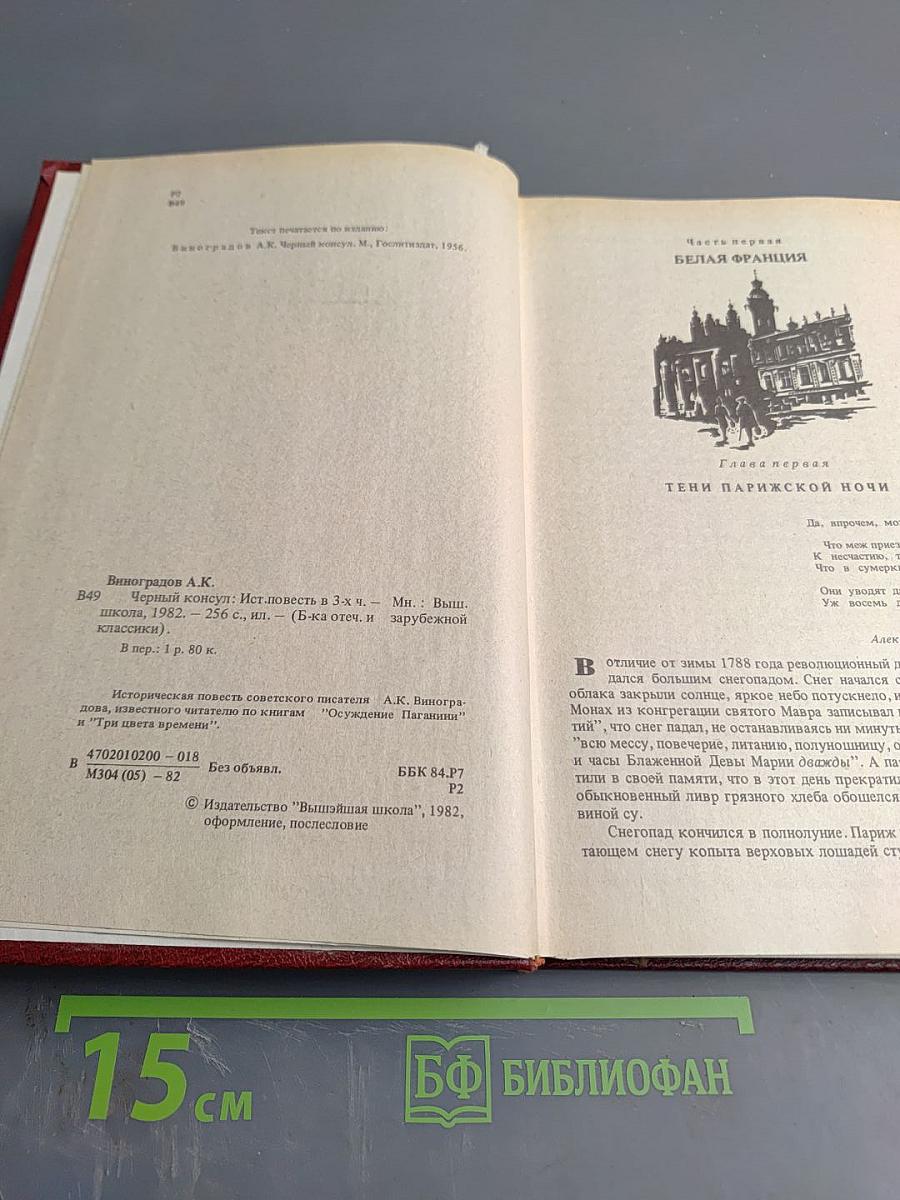 Р2
В49
Текст печатается по изданию:
Виноградов А.К. Черный консул. М., Гослитиздат, 1956.
Виноградов А.К.
В49 Черный консул: Ист.повесть в 3-х ч. — Мн. : Выш.
школа, 1982. — 256 с., ил. — (Б-ка отеч. и зарубежной
классики).
В пер.: 1 р. 80 к.
Историческая повесть советского писателя А.К. Виногра-
дова, известного читателю по книгам "Осуждение Паганини"
и "Три цвета времени".
В 4702010200 — 018
М304 (05) — 82
Без объявл.
ББК 84.Р7
Р2
© Издательство "Вышэйшая школа", 1982,
оформление, послесловие
Часть первая
БЕЛАЯ ФРАНЦИЯ
Глава первая
ТЕНИ ПАРИЖСКОЙ НОЧИ
Да, впрочем,
Что меж
К несчастию,
Что в
Они уводят
Уж восемь
В отличие от зимы 1788 года революционный
дался большим снегопадом. Снег начался
облака закрыли солнце, яркое небо потускнело,
Монах из конгрегации святого Мавра записывал
тий", что снег падал, не останавливаясь ни минуты
"всю мессу, повечерие, литанию, полуношницу,
и часы Блаженной Девы Марии дважды". А
тили в своей памяти, что в этот день
обыкновенный ливр грязного хлеба обошелся
виной су.
Снегопад кончился в полнолуние. Париж
тающем снегу копыта верховых лошадей
15 см
БФ БИБЛИОФАН